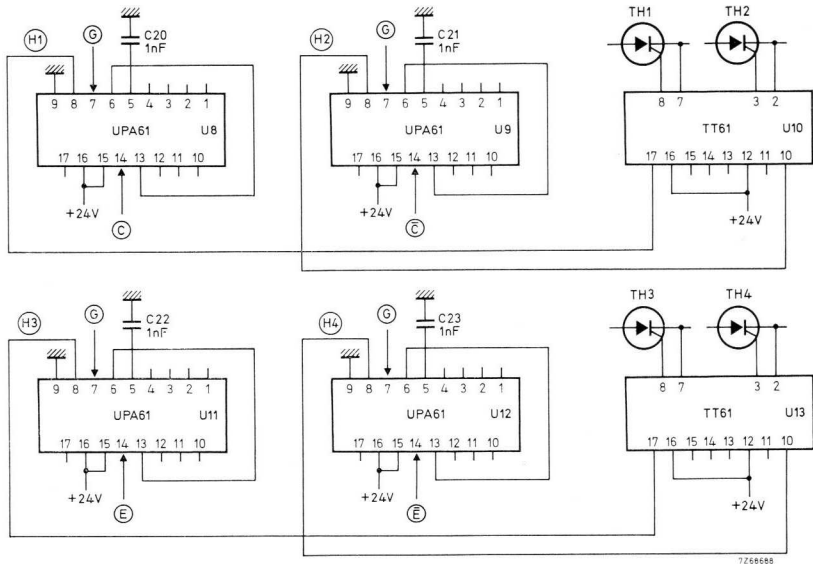 TH1 TH2
H1 G C20 1nF H2 G C21 1nF
9 8 7 6 5 4 3 2 1 9 8 7 6 5 4 3 2 1 8 7 3 2
UPA61 U8 UPA61 U9 TT61 U10
17 16 15 14 13 12 11 10 17 16 15 14 13 12 11 10 17 16 15 14 13 12 11 10
+24V C +24V C̅ +24V
TH3 TH4
H3 G C22 1nF H4 G C23 1nF
9 8 7 6 5 4 3 2 1 9 8 7 6 5 4 3 2 1 8 7 3 2
UPA61 U11 UPA61 U12 TT61 U13
17 16 15 14 13 12 11 10 17 16 15 14 13 12 11 10 17 16 15 14 13 12 11 10
+24V E +24V E̅ +24V
7Z68688